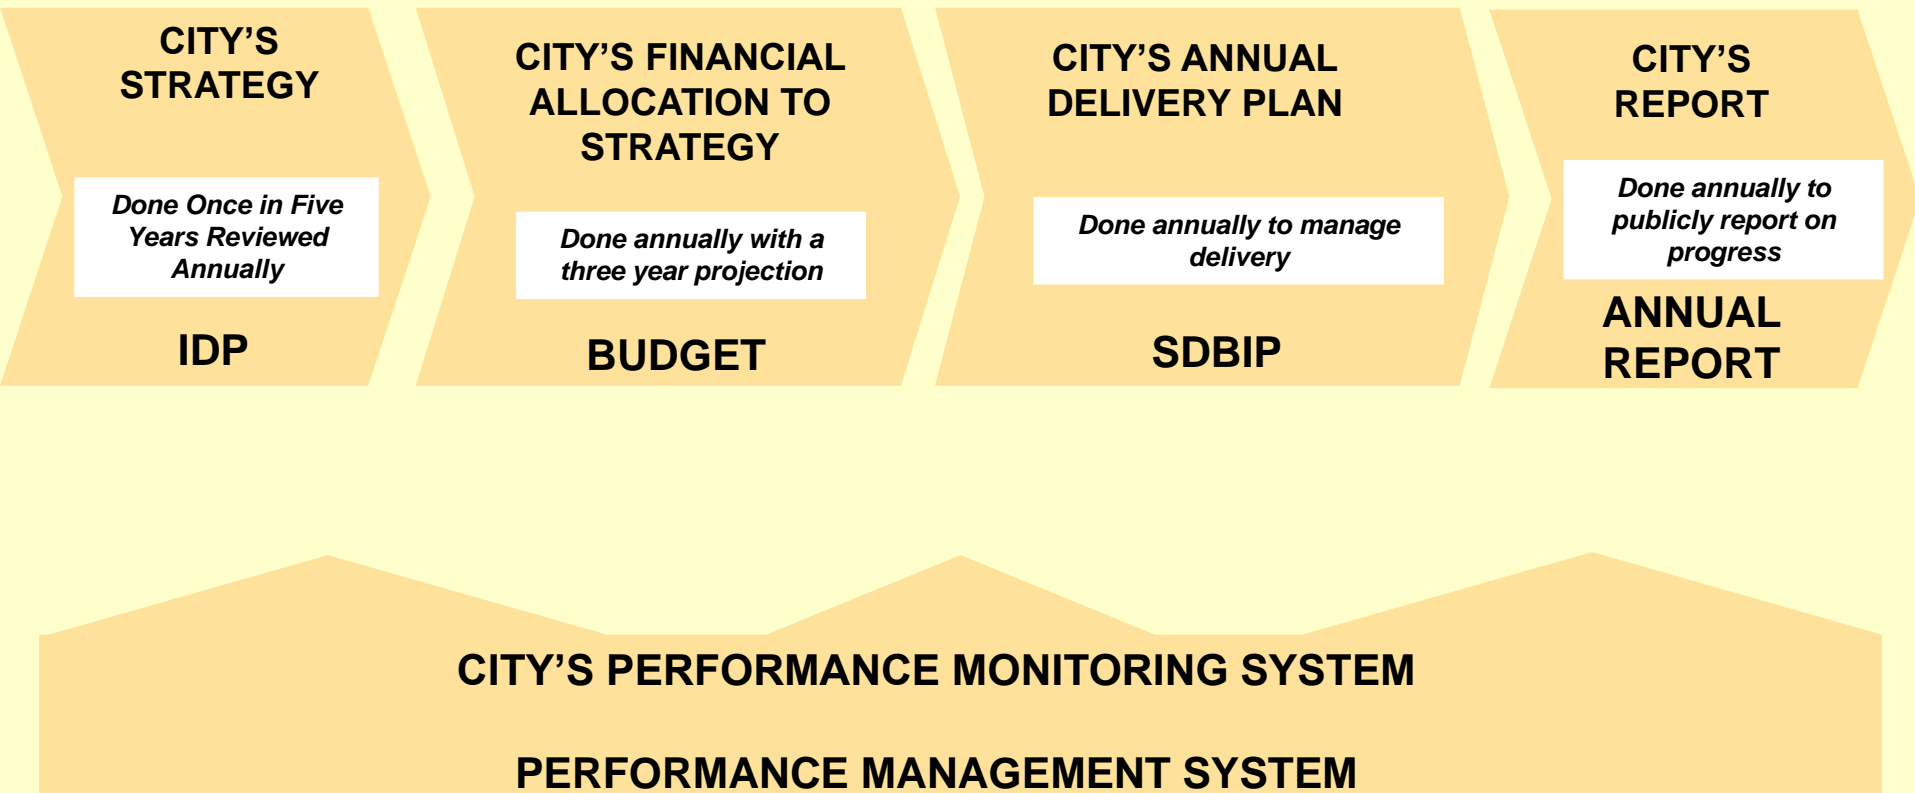 CITY’S
STRATEGY
Done Once in Five
Years Reviewed
Annually
IDP
CITY’S FINANCIAL
ALLOCATION TO
STRATEGY
Done annually with a
three year projection
BUDGET
CITY’S ANNUAL
DELIVERY PLAN
Done annually to manage
delivery
SDBIP
CITY’S
REPORT
Done annually to
publicly report on
progress
ANNUAL
REPORT
CITY’S PERFORMANCE MONITORING SYSTEM
PERFORMANCE MANAGEMENT SYSTEM